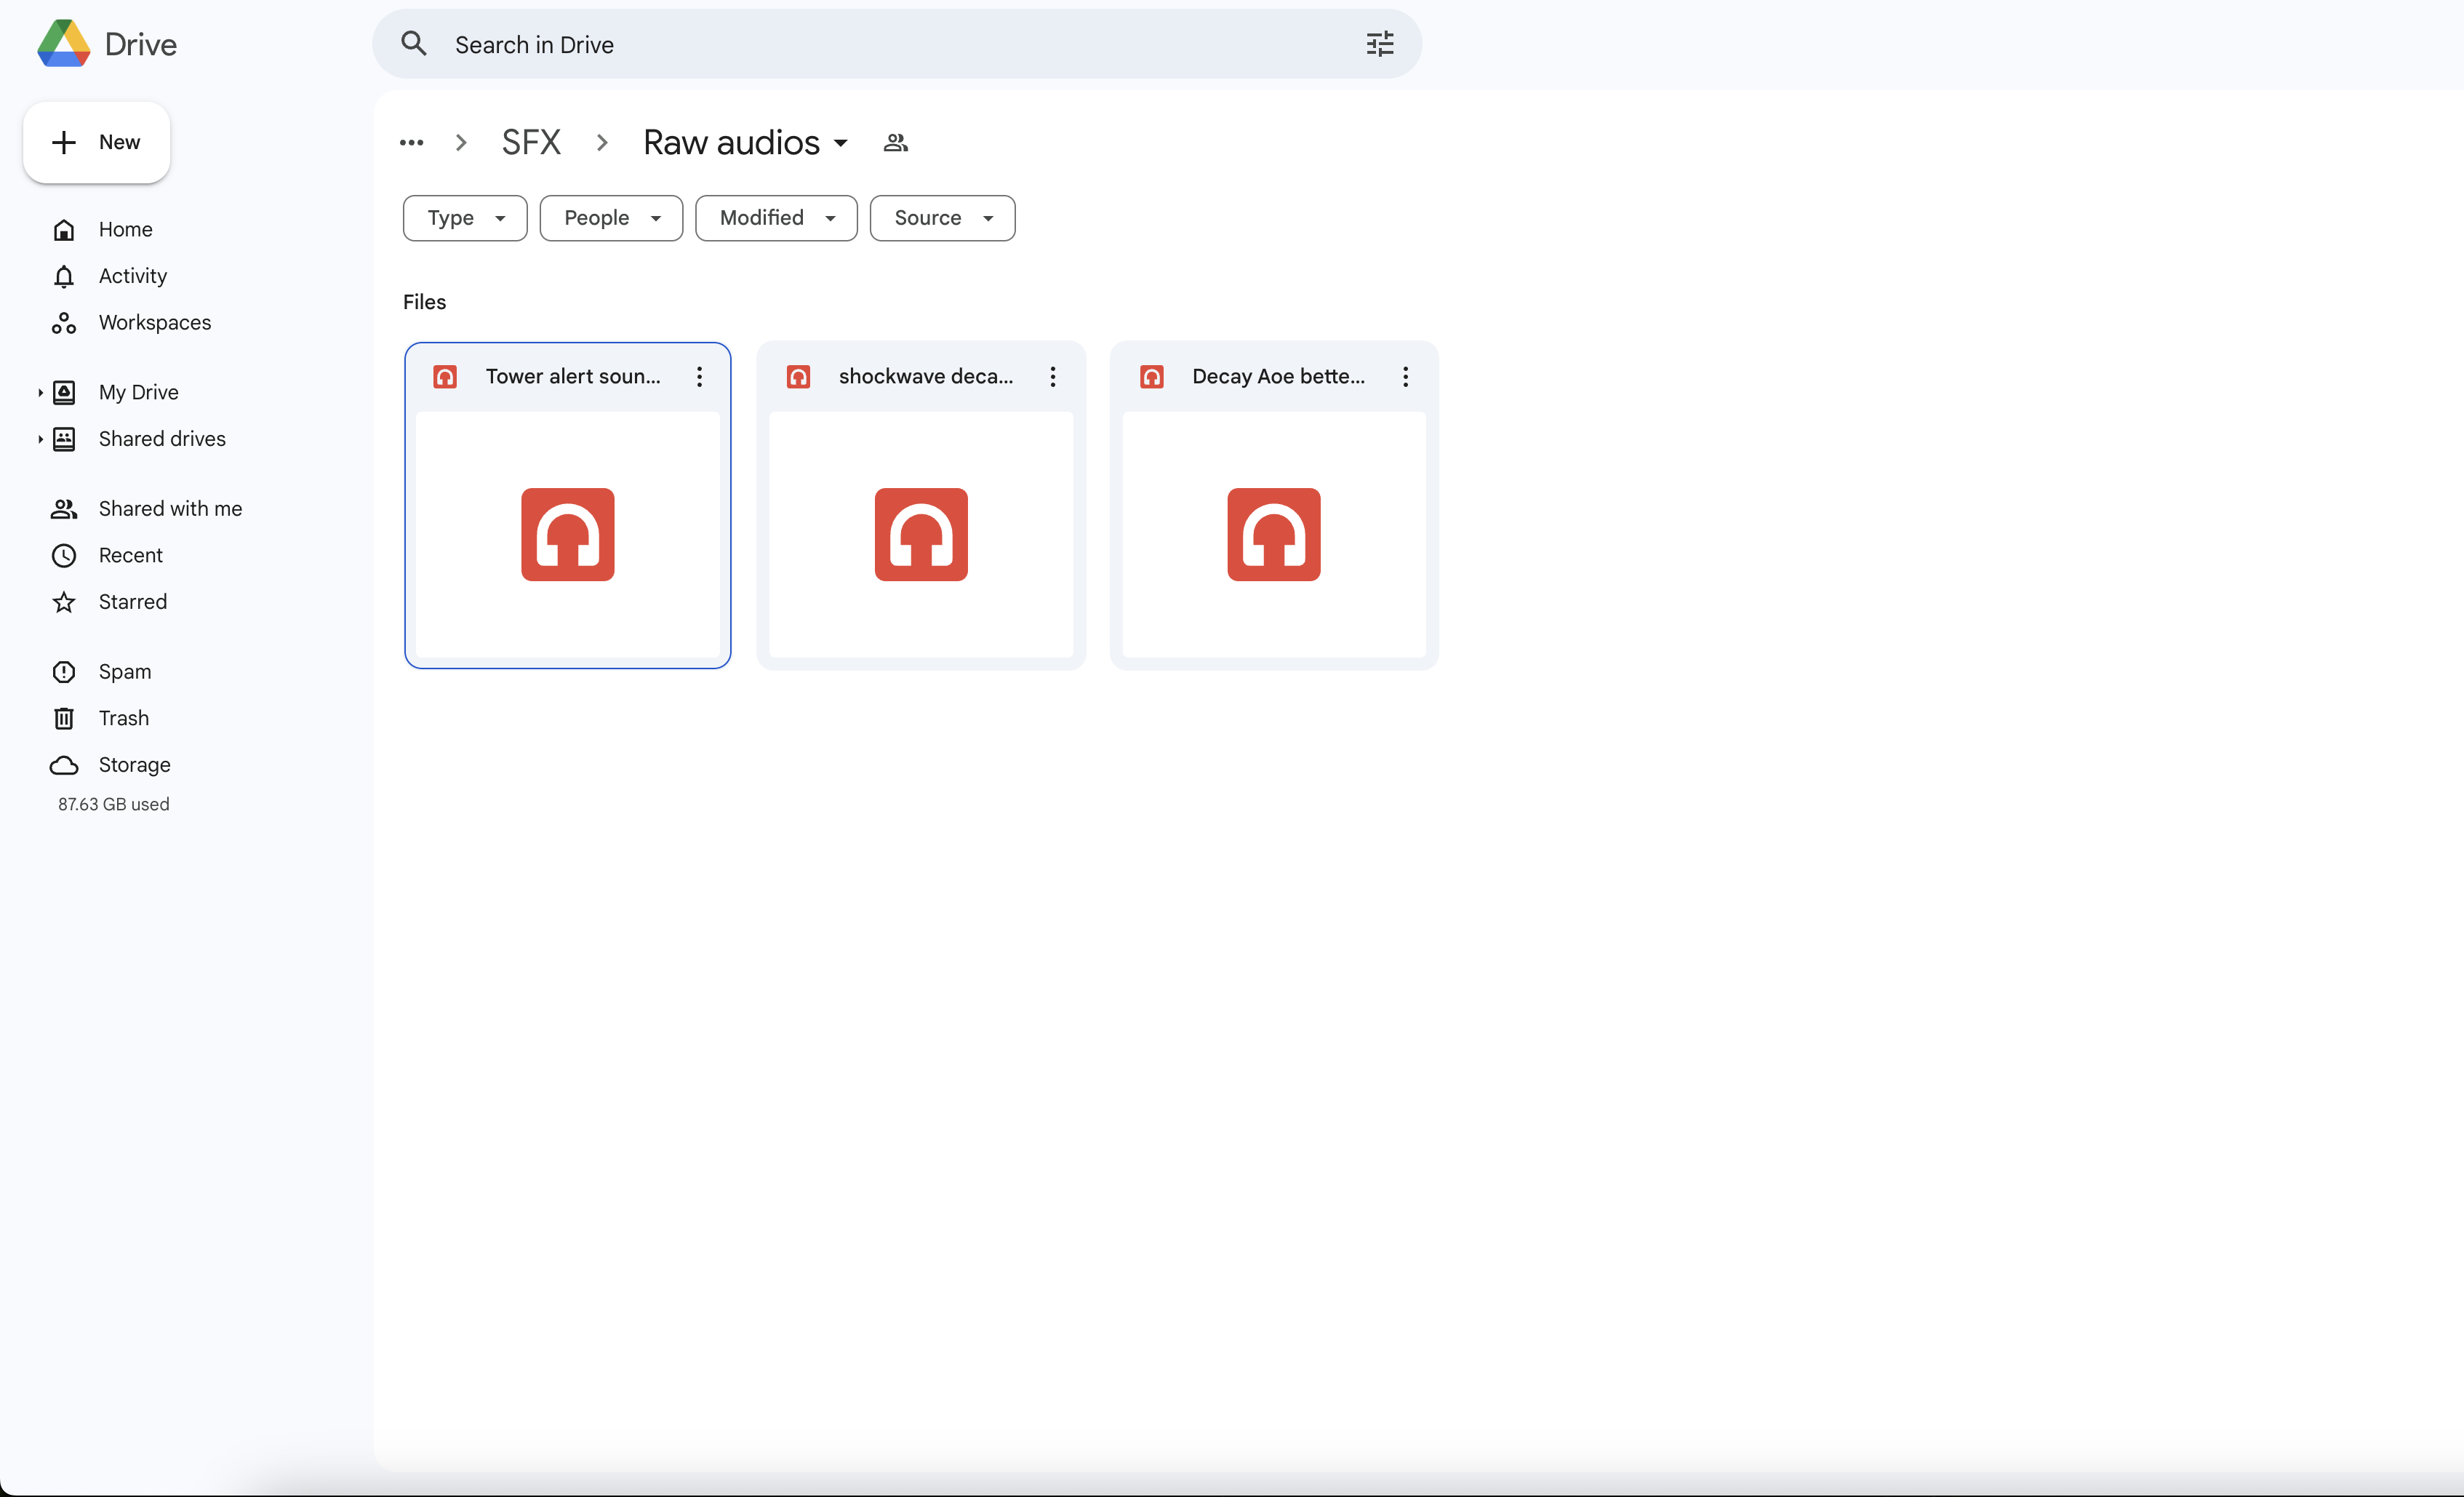 Drive
Search in Drive
New
SFX
Raw audios
Type
People
Modified
Source
Home
Activity
Workspaces
My Drive
Shared drives
Shared with me
Recent
Starred
Spam
Trash
Storage
87.63 GB used
Files
Tower alert soun...
shockwave deca...
Decay Aoe bette...